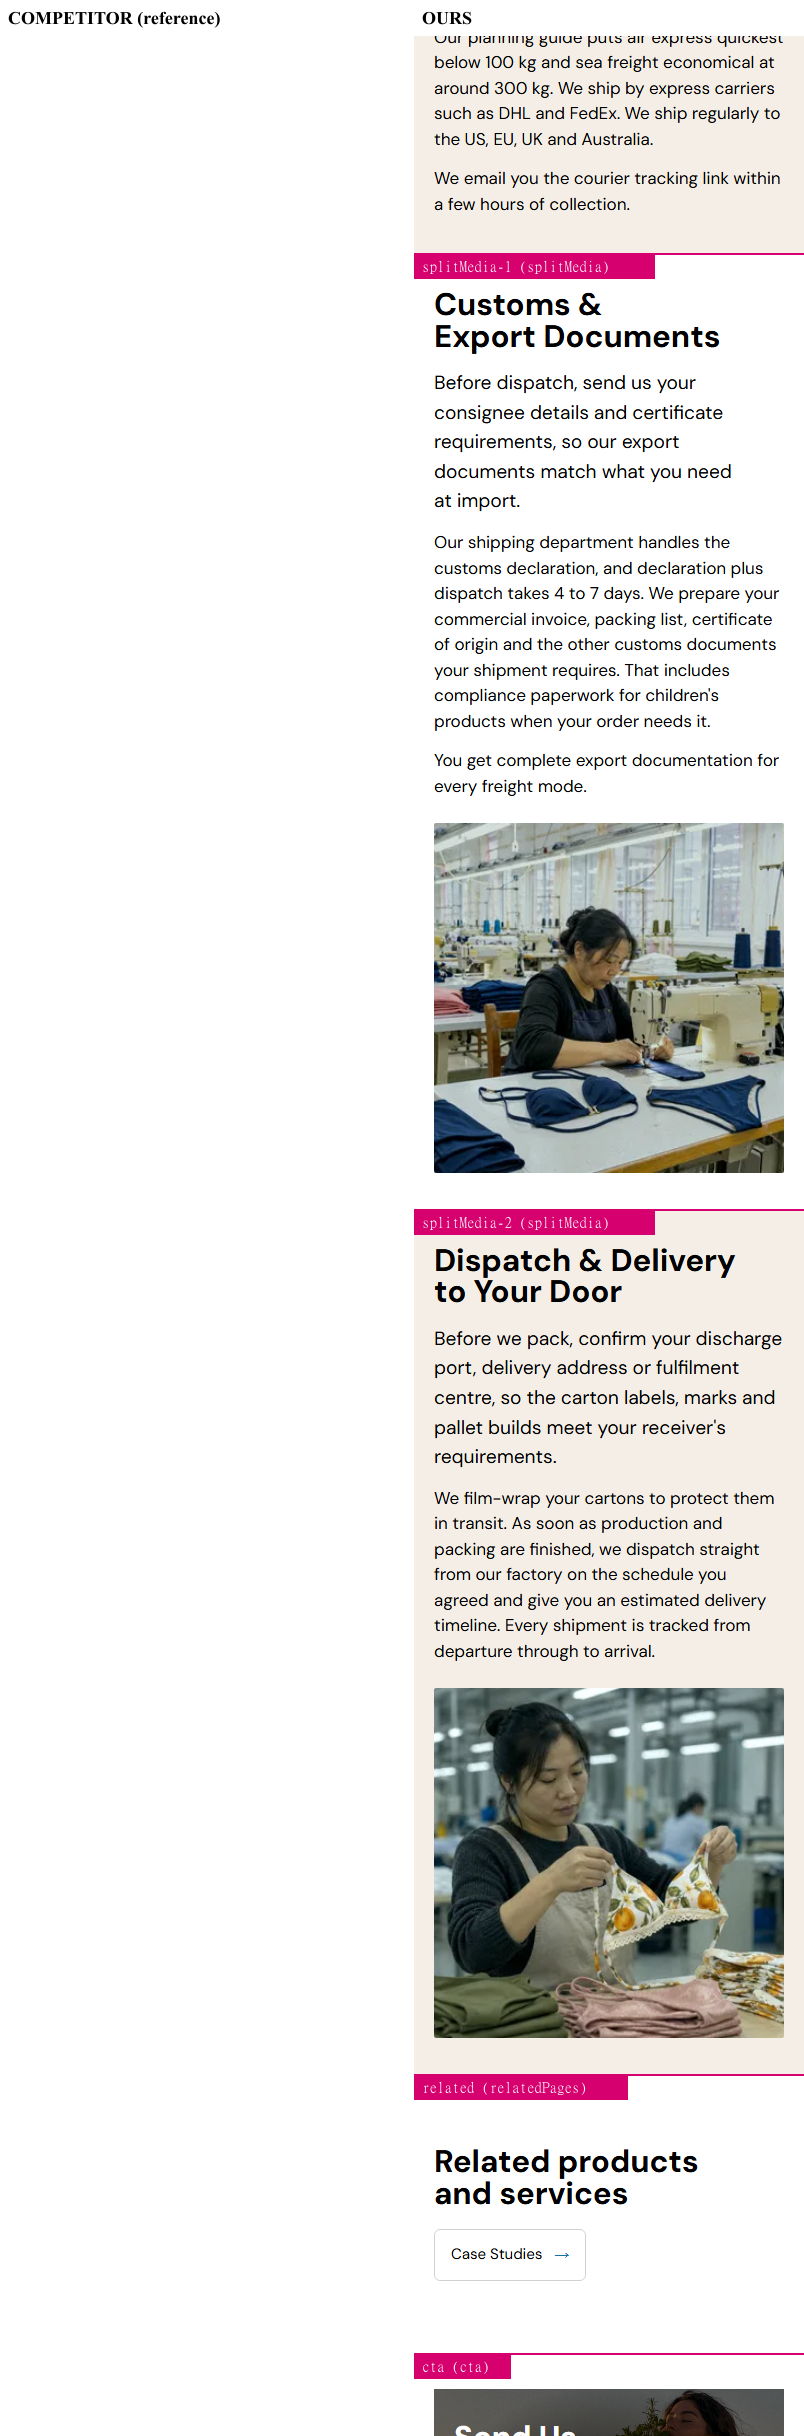 COMPETITOR (reference)
OURS
Our planning guide puts air express quickest
below 100 kg and sea freight economical at
around 300 kg. We ship by express carriers
such as DHL and FedEx. We ship regularly to
the US, EU, UK and Australia.
We email you the courier tracking link within
a few hours of collection.
splitMedia-1 (splitMedia)
Customs &
Export Documents
Before dispatch, send us your
consignee details and certificate
requirements, so our export
documents match what you need
at import.
Our shipping department handles the
customs declaration, and declaration plus
dispatch takes 4 to 7 days. We prepare your
commercial invoice, packing list, certificate
of origin and the other customs documents
your shipment requires. That includes
compliance paperwork for children's
products when your order needs it.
You get complete export documentation for
every freight mode.
splitMedia-2 (splitMedia)
Dispatch & Delivery
to Your Door
Before we pack, confirm your discharge
port, delivery address or fulfilment
centre, so the carton labels, marks and
pallet builds meet your receiver's
requirements.
We film-wrap your cartons to protect them
in transit. As soon as production and
packing are finished, we dispatch straight
from our factory on the schedule you
agreed and give you an estimated delivery
timeline. Every shipment is tracked from
departure through to arrival.
related (relatedPages)
Related products
and services
Case Studies →
cta (cta)
Send Us